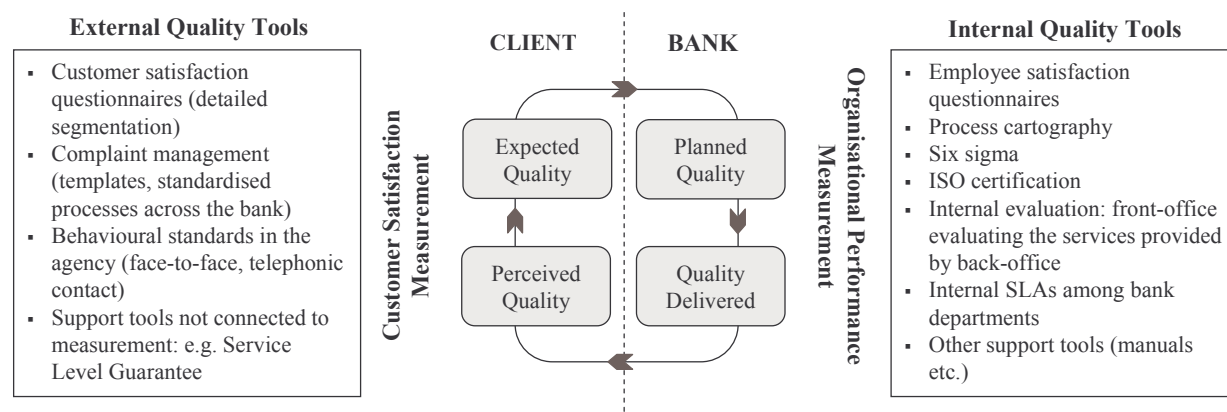 External Quality Tools
▪ Customer satisfaction
questionnaires (detailed
segmentation)
▪ Complaint management
(templates, standardised
processes across the bank)
▪ Behavioural standards in the
agency (face-to-face, telephonic
contact)
▪ Support tools not connected to
measurement: e.g. Service
Level Guarantee
Customer Satisfaction
Measurement
CLIENT
BANK
Expected
Quality
Planned
Quality
Perceived
Quality
Quality
Delivered
Organisational Performance
Measurement
Internal Quality Tools
▪ Employee satisfaction
questionnaires
▪ Process cartography
▪ Six sigma
▪ ISO certification
▪ Internal evaluation: front-office
evaluating the services provided
by back-office
▪ Internal SLAs among bank
departments
▪ Other support tools (manuals
etc.)